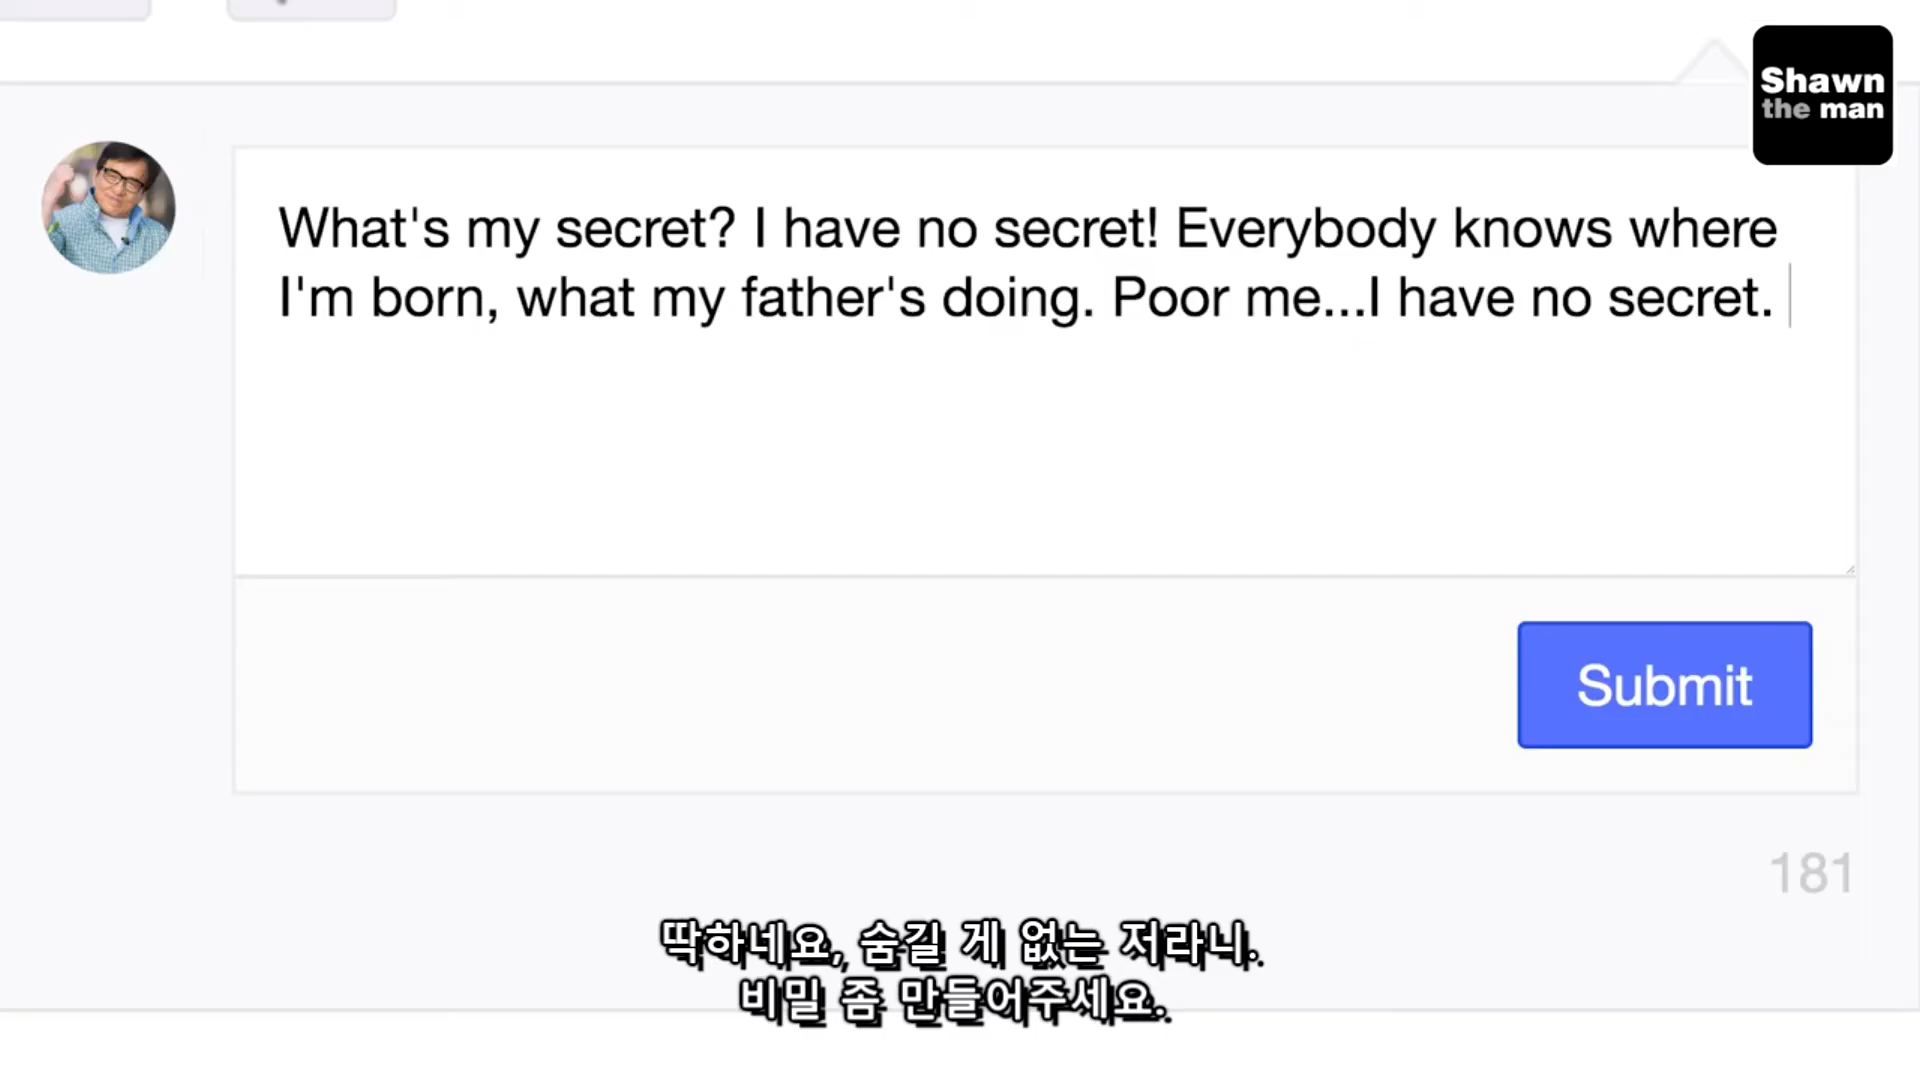 Shawn
the man
What's my secret? I have no secret! Everybody knows where
I'm born, what my father's doing. Poor me...I have no secret.
Submit
181
딱하네요, 숨길 게 없는 저라니.
비밀 좀 만들어주세요.